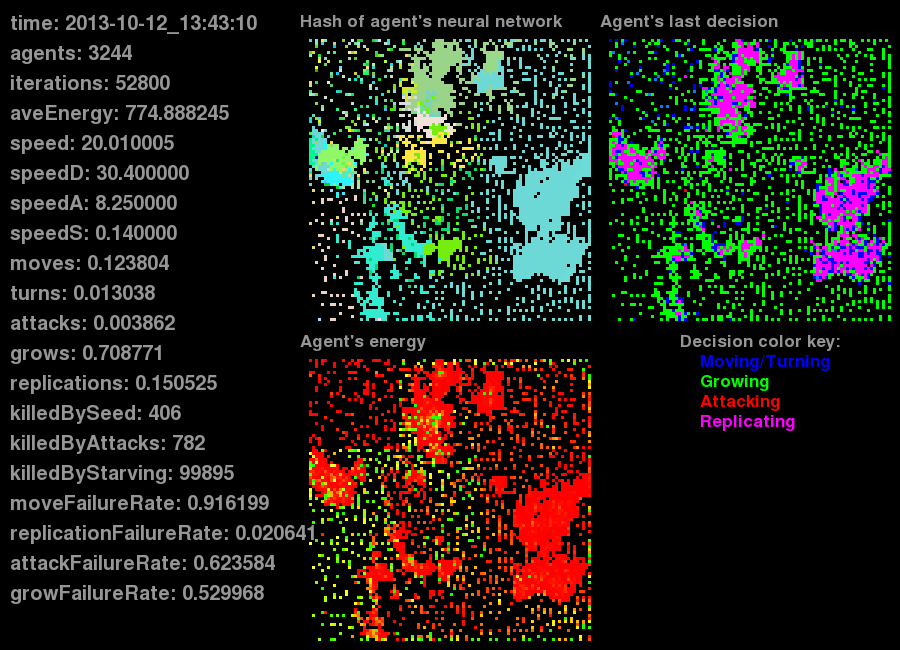 time: 2013-10-12_13:43:10
agents: 3244
iterations: 52800
aveEnergy: 774.888245
speed: 20.010005
speedD: 30.400000
speedA: 8.250000
speedS: 0.140000
moves: 0.123804
turns: 0.013038
attacks: 0.003862
grows: 0.708771
replications: 0.150525
killedBySeed: 406
killedByAttacks: 782
killedByStarving: 99895
moveFailureRate: 0.916199
replicationFailureRate: 0.020641
attackFailureRate: 0.623584
growFailureRate: 0.529968
Hash of agent's neural network
Agent's last decision
Agent's energy
Decision color key:
Moving/Turning
Growing
Attacking
Replicating